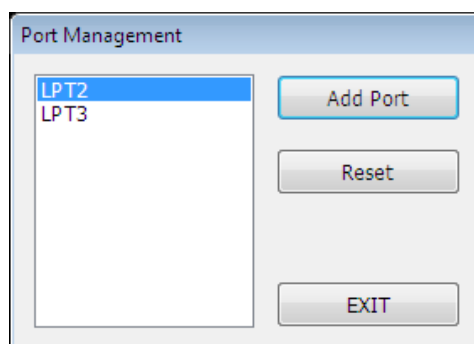 Port Management
LPT2
LPT3
Add Port
Reset
EXIT